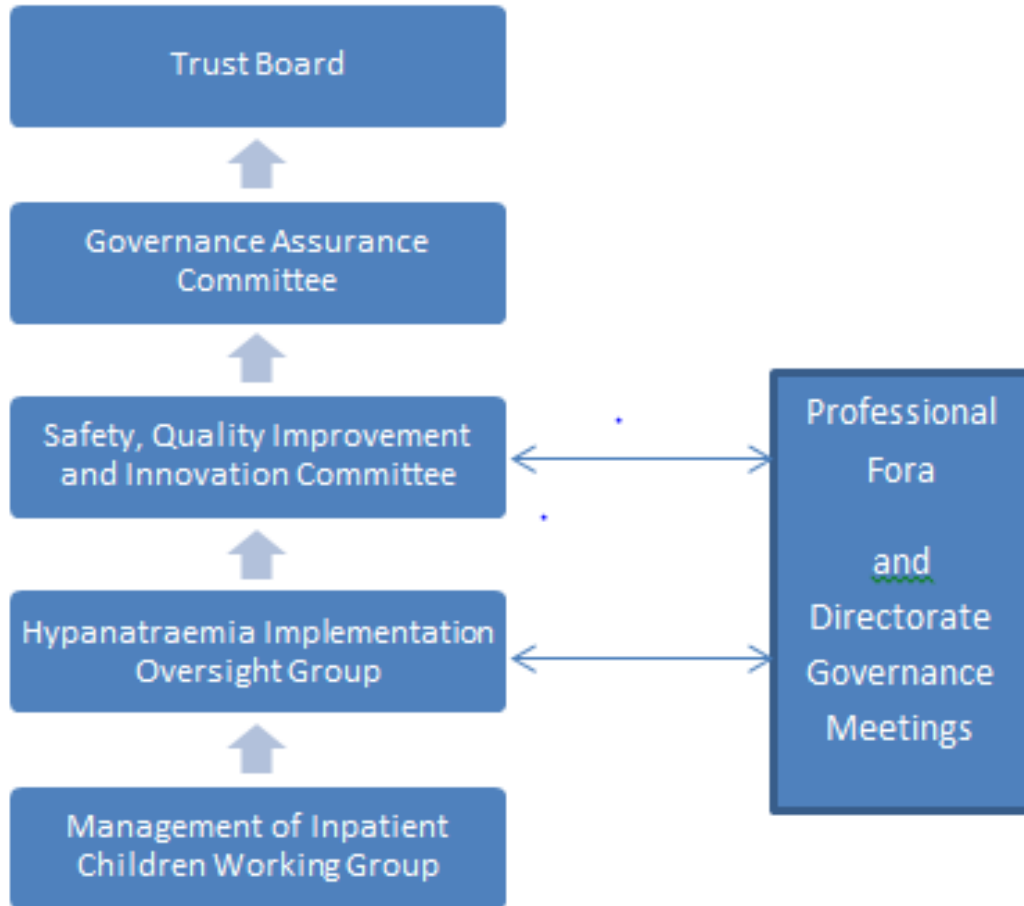 Trust Board
Governance Assurance
Committee
Safety, Quality Improvement
and Innovation Committee
Hypanatraemia Implementation
Oversight Group
Management of Inpatient
Children Working Group
Professional
Fora
and
Directorate
Governance
Meetings